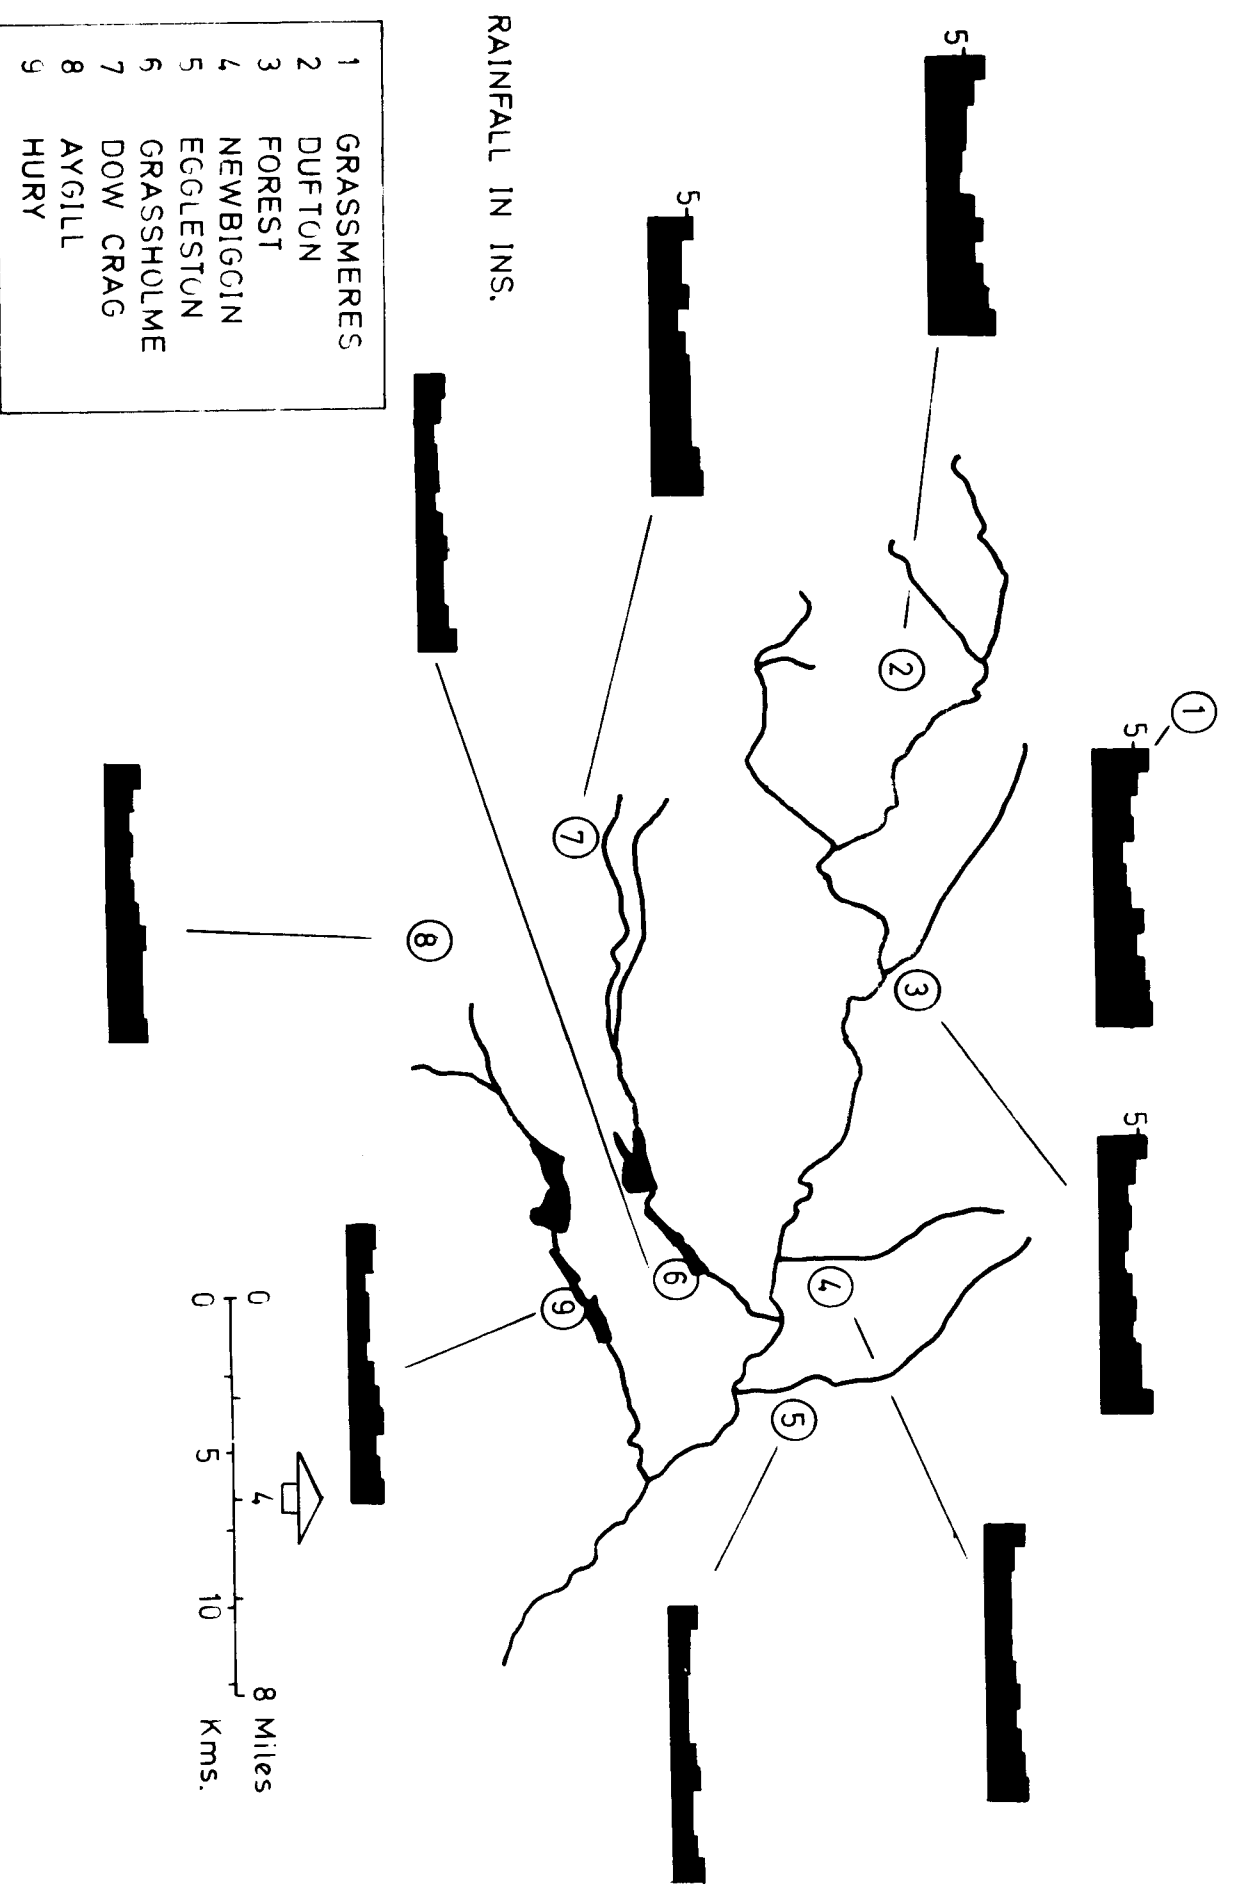 RAINFALL IN INS.
5
5
5
5
1
2
3
4
5
6
7
8
9
1 GRASSMERES
2 DUFTON
3 FOREST
4 NEWBIGGIN
5 EGGLESTON
6 GRASSHOLME
7 DOW CRAG
8 AYGILL
9 HURY
0 4 8 Miles
0 5 10 Kms.